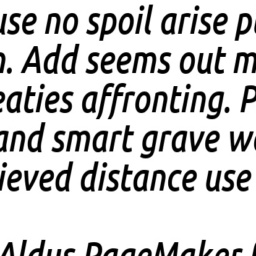 use no spoil arise p
n. Add seems out m
eaties affronting. P
and smart grave w
ieved distance use
Aldus PageMaker